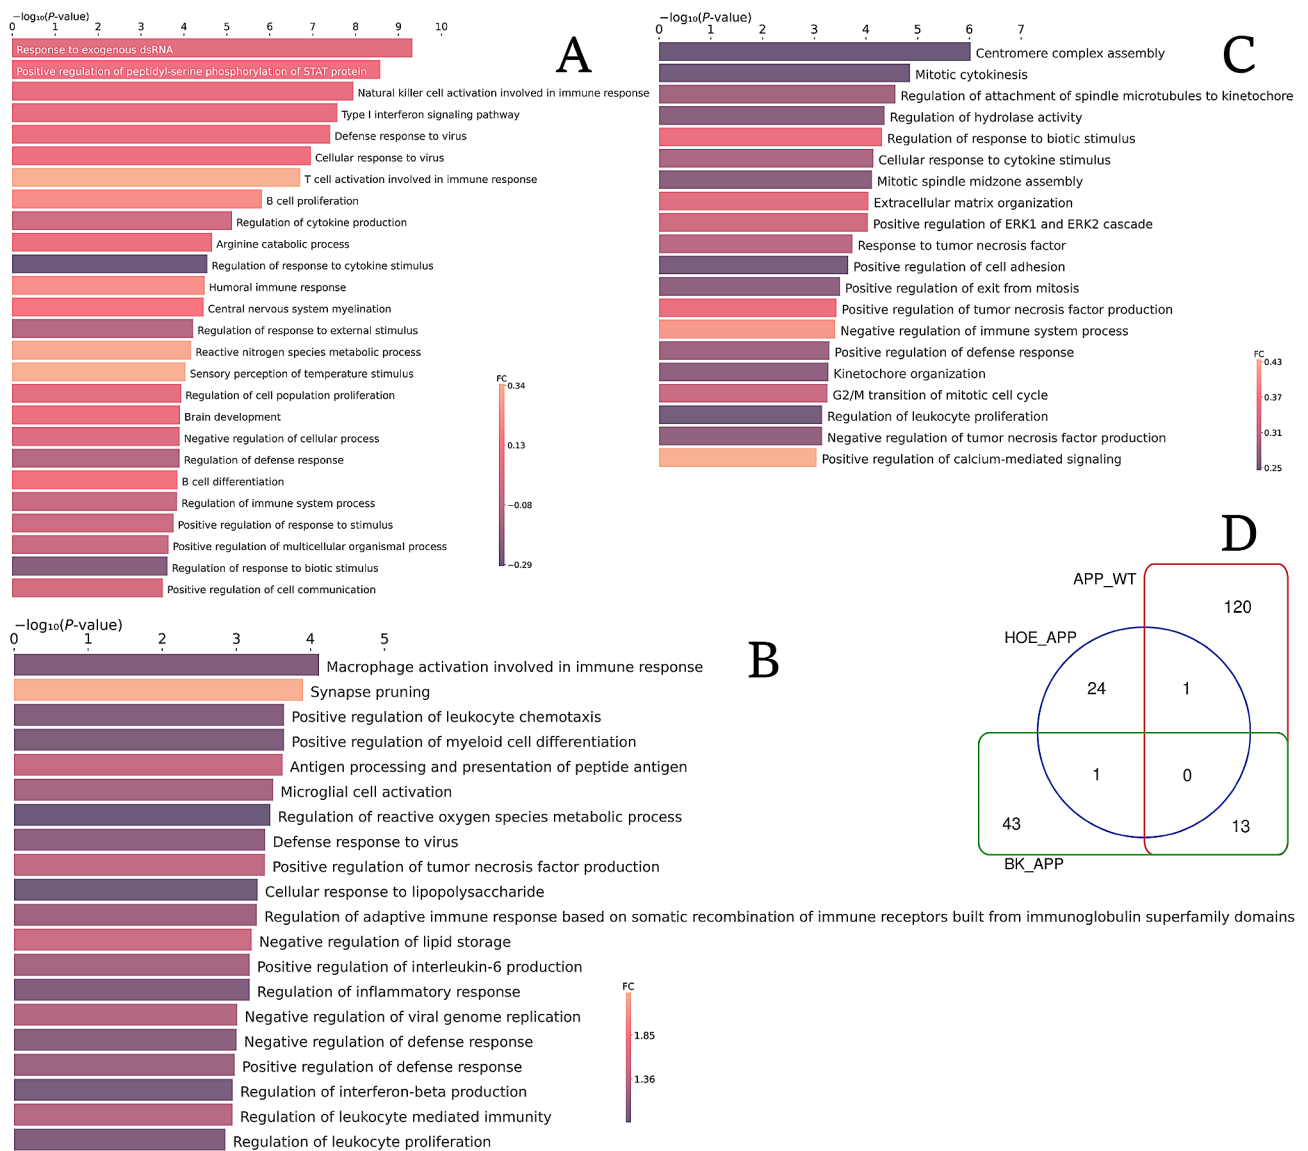 −log₁₀(P-value)
0 1 2 3 4 5 6 7 8 9 10
A
Response to exogenous dsRNA
Positive regulation of peptidyl-serine phosphorylation of STAT protein
Natural killer cell activation involved in immune response
Type I interferon signaling pathway
Defense response to virus
Cellular response to virus
T cell activation involved in immune response
B cell proliferation
Regulation of cytokine production
Arginine catabolic process
Regulation of response to cytokine stimulus
Humoral immune response
Central nervous system myelination
Regulation of response to external stimulus
Reactive nitrogen species metabolic process
Sensory perception of temperature stimulus
Regulation of cell population proliferation
Brain development
Negative regulation of cellular process
Regulation of defense response
B cell differentiation
Regulation of immune system process
Positive regulation of response to stimulus
Positive regulation of multicellular organismal process
Regulation of response to biotic stimulus
Positive regulation of cell communication
FC
0.34
0.13
−0.08
−0.29
−log₁₀(P-value)
0 1 2 3 4 5 6 7
C
Centromere complex assembly
Mitotic cytokinesis
Regulation of attachment of spindle microtubules to kinetochore
Regulation of hydrolase activity
Regulation of response to biotic stimulus
Cellular response to cytokine stimulus
Mitotic spindle midzone assembly
Extracellular matrix organization
Positive regulation of ERK1 and ERK2 cascade
Response to tumor necrosis factor
Positive regulation of cell adhesion
Positive regulation of exit from mitosis
Positive regulation of tumor necrosis factor production
Negative regulation of immune system process
Positive regulation of defense response
Kinetochore organization
G2/M transition of mitotic cell cycle
Regulation of leukocyte proliferation
Negative regulation of tumor necrosis factor production
Positive regulation of calcium-mediated signaling
FC
0.43
0.37
0.31
0.25
−log₁₀(P-value)
0 1 2 3 4 5
B
Macrophage activation involved in immune response
Synapse pruning
Positive regulation of leukocyte chemotaxis
Positive regulation of myeloid cell differentiation
Antigen processing and presentation of peptide antigen
Microglial cell activation
Regulation of reactive oxygen species metabolic process
Defense response to virus
Positive regulation of tumor necrosis factor production
Cellular response to lipopolysaccharide
Regulation of adaptive immune response based on somatic recombination of immune receptors built from immunoglobulin superfamily domains
Negative regulation of lipid storage
Positive regulation of interleukin-6 production
Regulation of inflammatory response
Negative regulation of viral genome replication
Negative regulation of defense response
Positive regulation of defense response
Regulation of interferon-beta production
Regulation of leukocyte mediated immunity
Regulation of leukocyte proliferation
FC
1.85
1.36
D
APP_WT
120
HOE_APP
24 1
1 0
43 13
BK_APP